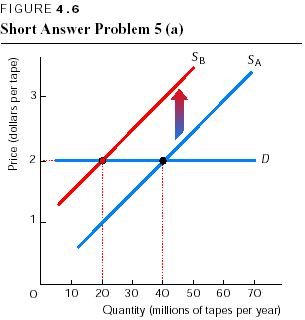 FIGURE 4.6
Short Answer Problem 5 (a)
Price (dollars per tape)
3
2
1
0
S_B
S_A
D
10 20 30 40 50 60 70
Quantity (millions of tapes per year)